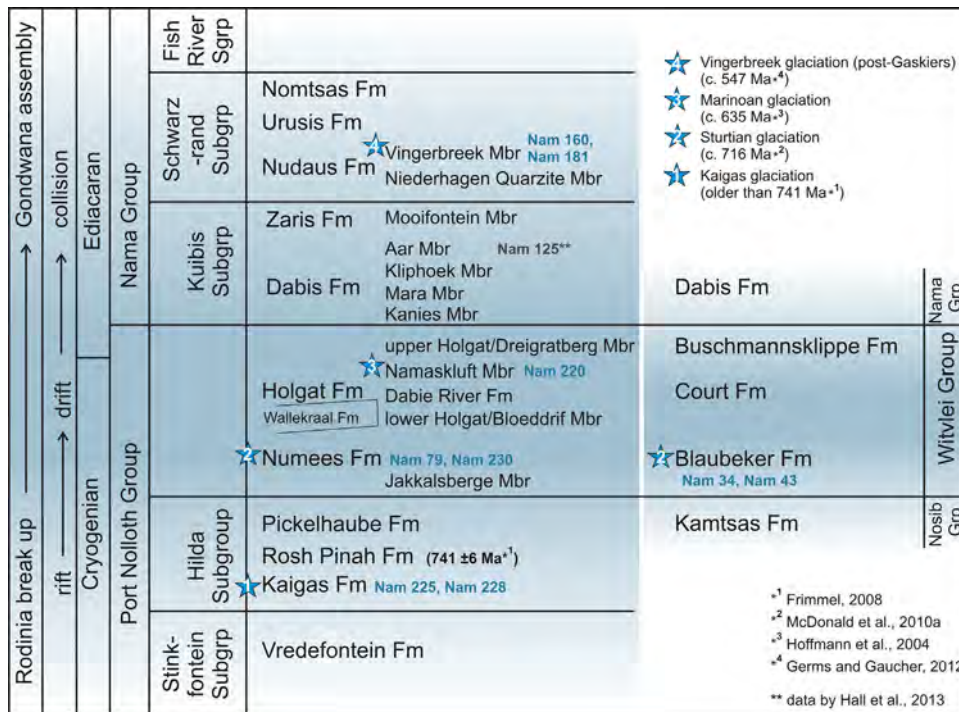 Rodinia break up
Gondwana assembly
rift
drift
collision
Cryogenian
Ediacaran
Port Nolloth Group
Nama Group
Fish
River
Sgrp
Schwarz
-rand
Subgrp
Kuibis
Subgrp
Hilda
Subgroup
Stink-
fontein
Subgrp
Nomtsas Fm
Urusis Fm
Nudaus Fm
4
Vingerbreek Mbr
Nam 160,
Nam 181
Niederhagen Quarzite Mbr
Zaris Fm
Mooifontein Mbr
Aar Mbr Nam 125**
Kliphoek Mbr
Dabis Fm
Mara Mbr
Kanies Mbr
upper Holgat/Dreigratberg Mbr
3
Namaskluft Mbr Nam 220
Holgat Fm
Dabie River Fm
Wallekraal Fm
lower Holgat/Bloeddrif Mbr
2
Numees Fm Nam 79, Nam 230
Jakkalsberge Mbr
Pickelhaube Fm
Rosh Pinah Fm (741 ±6 Ma*1)
1
Kaigas Fm Nam 225, Nam 228
Vredefontein Fm
4 Vingerbreek glaciation (post-Gaskiers)
(c. 547 Ma*4)
3 Marinoan glaciation
(c. 635 Ma*3)
2 Sturtian glaciation
(c. 716 Ma*2)
1 Kaigas glaciation
(older than 741 Ma*1)
Dabis Fm
Buschmannsklippe Fm
Court Fm
2
Blaubeker Fm
Nam 34, Nam 43
Kamtsas Fm
Nama
Grp
Witvlei Group
Nosib
Grp
*1 Frimmel, 2008
*2 McDonald et al., 2010a
*3 Hoffmann et al., 2004
*4 Germs and Gaucher, 2012
** data by Hall et al., 2013